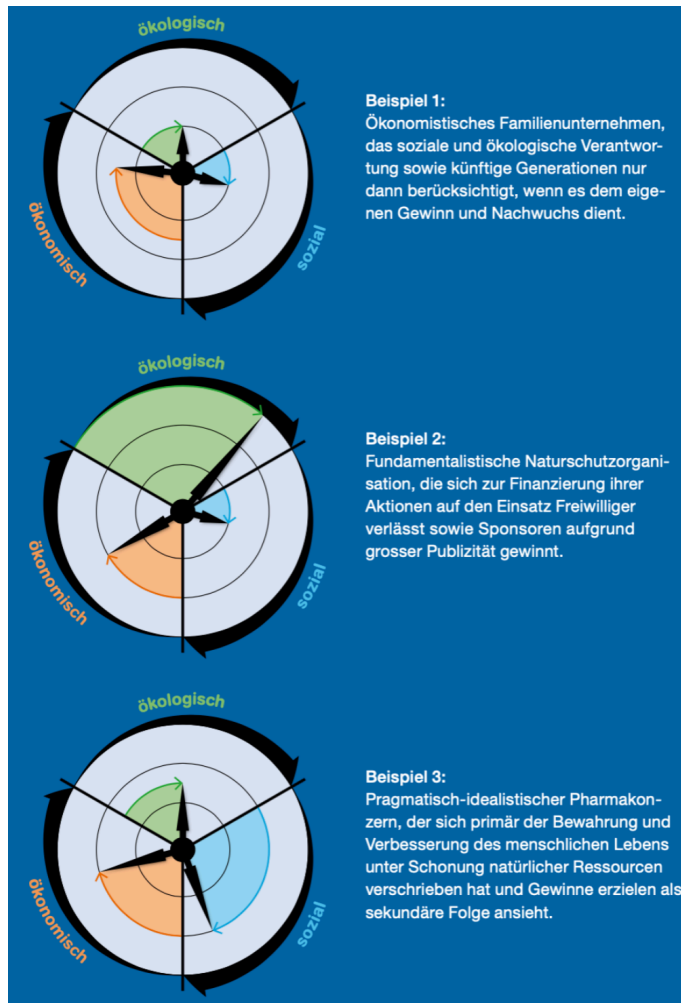 ökologisch
ökonomisch
sozial
Beispiel 1:
Ökonomistisches Familienunternehmen,
das soziale und ökologische Verantwor-
tung sowie künftige Generationen nur
dann berücksichtigt, wenn es dem eige-
nen Gewinn und Nachwuchs dient.
ökologisch
ökonomisch
sozial
Beispiel 2:
Fundamentalistische Naturschutzorgani-
sation, die sich zur Finanzierung ihrer
Aktionen auf den Einsatz Freiwilliger
verlässt sowie Sponsoren aufgrund
grosser Publizität gewinnt.
ökologisch
ökonomisch
sozial
Beispiel 3:
Pragmatisch-idealistischer Pharmakon-
zern, der sich primär der Bewahrung und
Verbesserung des menschlichen Lebens
unter Schonung natürlicher Ressourcen
verschrieben hat und Gewinne erzielen als
sekundäre Folge ansieht.